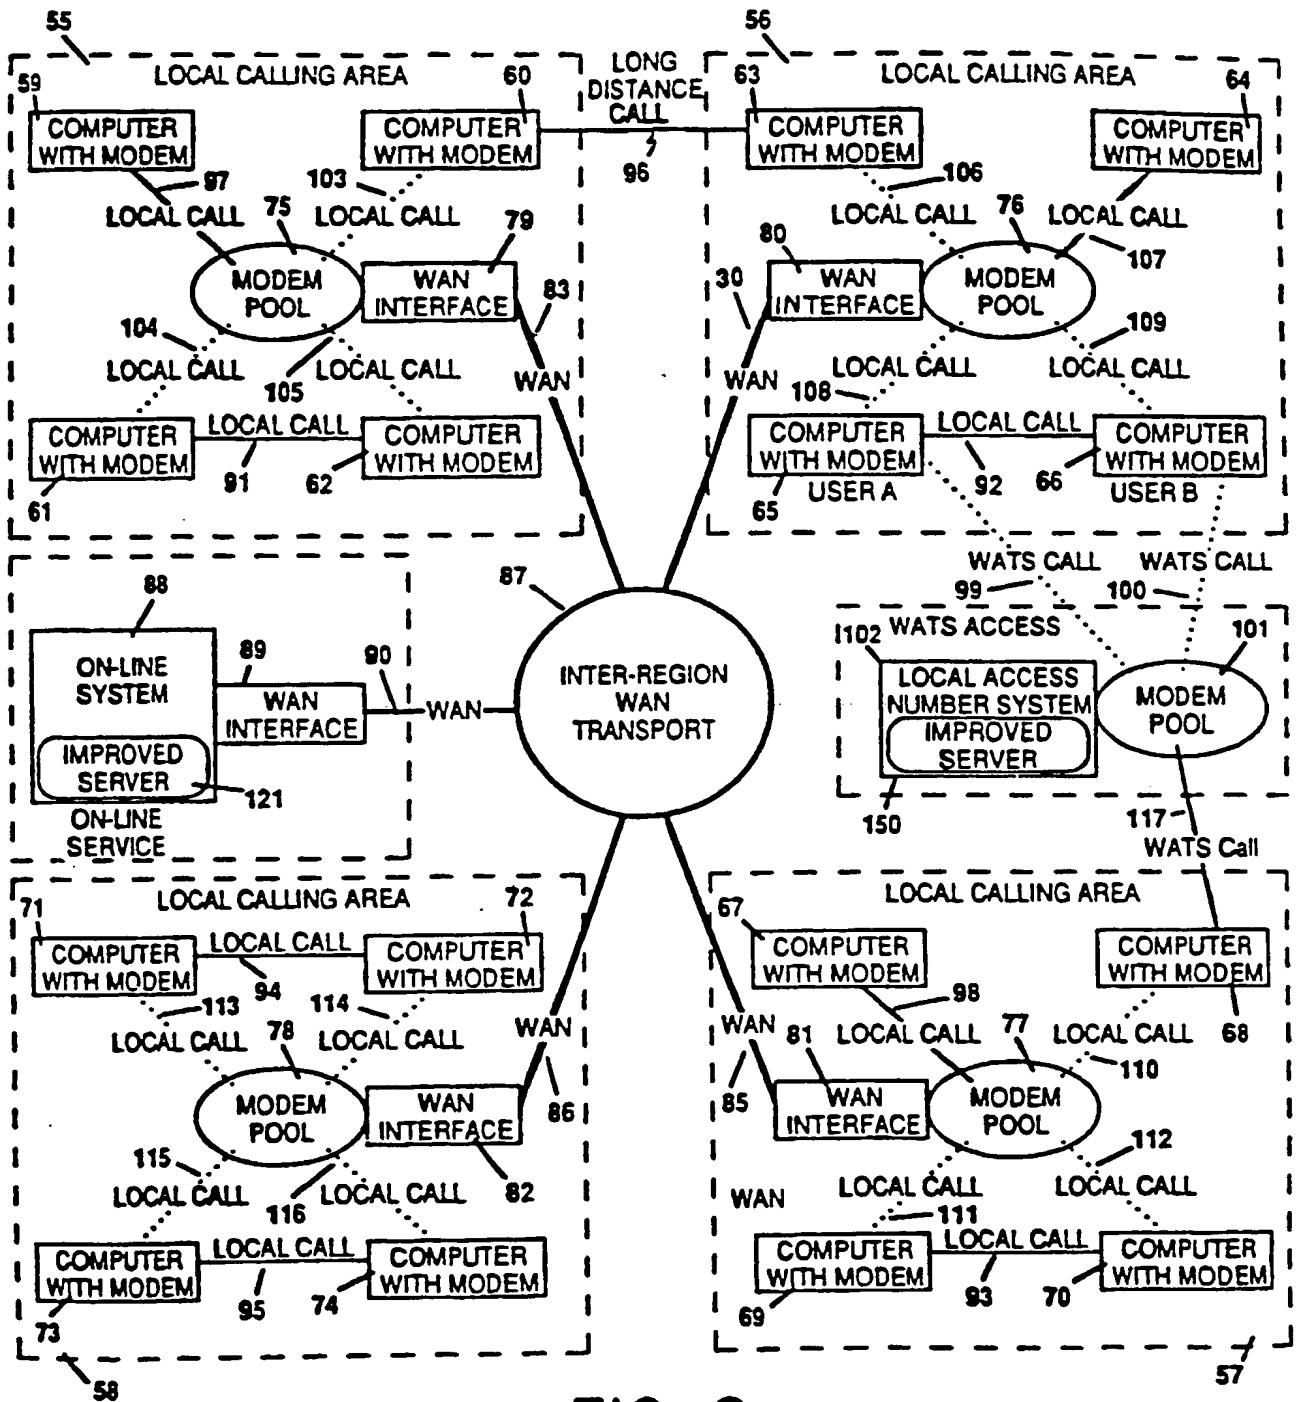 55
56
LOCAL CALLING AREA
LONG
DISTANCE
CALL
LOCAL CALLING AREA
59
60
63
64
COMPUTER
WITH MODEM
COMPUTER
WITH MODEM
96
COMPUTER
WITH MODEM
COMPUTER
WITH MODEM
97
103
106
LOCAL CALL
75
LOCAL CALL
79
LOCAL CALL
76
LOCAL CALL
107
MODEM
POOL
WAN
INTERFACE
83
80
30
WAN
INTERFACE
MODEM
POOL
104
105
109
LOCAL CALL
LOCAL CALL
WAN
WAN
108
LOCAL CALL
LOCAL CALL
COMPUTER
WITH MODEM
LOCAL CALL
COMPUTER
WITH MODEM
COMPUTER
WITH MODEM
LOCAL CALL
COMPUTER
WITH MODEM
61
91
62
65
USER A
92
66
USER B
WATS CALL
WATS CALL
99
100
88
87
ON-LINE
SYSTEM
89
90
WAN
INTERFACE
WAN
INTER-REGION
WAN
TRANSPORT
IMPROVED
SERVER
121
ON-LINE
SERVICE
WATS ACCESS
102
101
LOCAL ACCESS
NUMBER SYSTEM
IMPROVED
SERVER
MODEM
POOL
150
117
WATS Call
LOCAL CALLING AREA
LOCAL CALLING AREA
71
72
67
COMPUTER
WITH MODEM
LOCAL CALL
COMPUTER
WITH MODEM
COMPUTER
WITH MODEM
COMPUTER
WITH MODEM
113
94
114
98
68
LOCAL CALL
78
LOCAL CALL
WAN
WAN
81
LOCAL CALL
77
LOCAL CALL
110
MODEM
POOL
WAN
INTERFACE
86
85
WAN
INTERFACE
MODEM
POOL
115
116
82
112
LOCAL CALL
LOCAL CALL
WAN
LOCAL CALL
LOCAL CALL
111
COMPUTER
WITH MODEM
LOCAL CALL
COMPUTER
WITH MODEM
COMPUTER
WITH MODEM
LOCAL CALL
COMPUTER
WITH MODEM
73
95
74
69
93
70
58
57